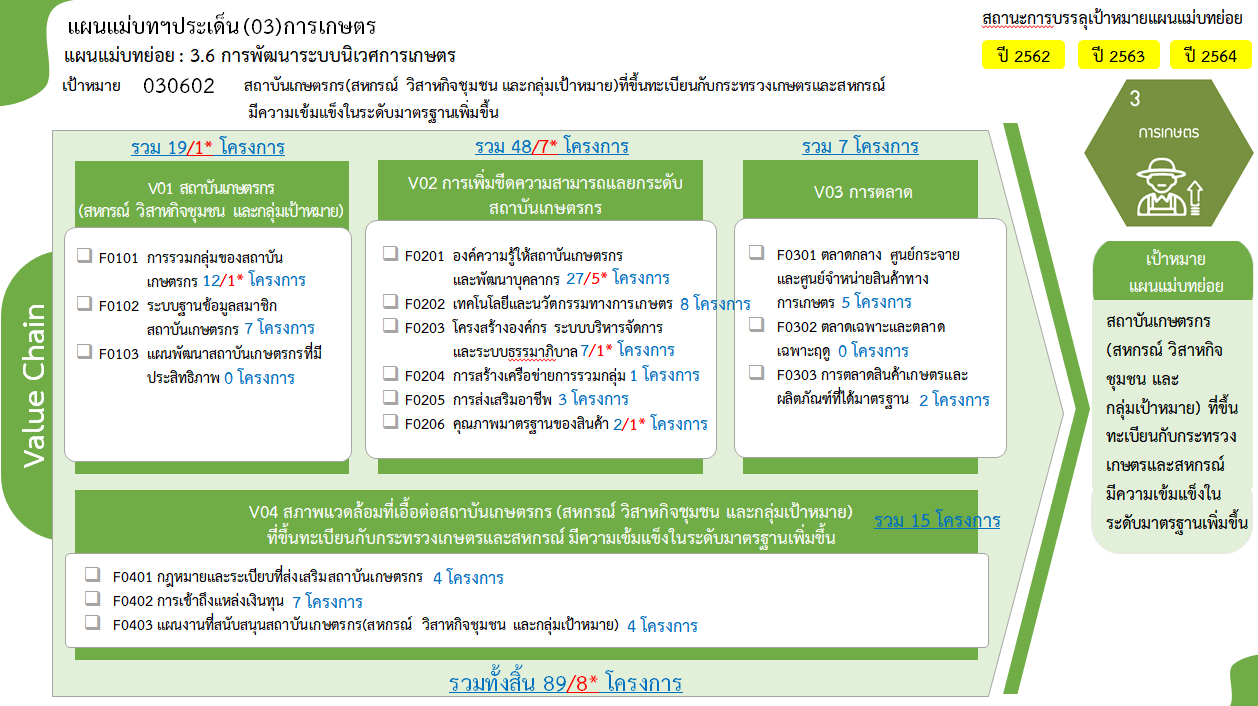 แผนแม่บทฯประเด็น (03)การเกษตร
แผนแม่บทย่อย : 3.6 การพัฒนาระบบนิเวศการเกษตร
เป้าหมาย 030602 สถาบันเกษตรกร(สหกรณ์ วิสาหกิจชุมชน และกลุ่มเป้าหมาย)ที่ขึ้นทะเบียนกับกระทรวงเกษตรและสหกรณ์
มีความเข้มแข็งในระดับมาตรฐานเพิ่มขึ้น
สถานะการบรรลุเป้าหมายแผนแม่บทย่อย
ปี 2562 ปี 2563 ปี 2564
3
การเกษตร
เป้าหมาย
แผนแม่บทย่อย
สถาบันเกษตรกร
(สหกรณ์ วิสาหกิจ
ชุมชน และ
กลุ่มเป้าหมาย) ที่ขึ้น
ทะเบียนกับกระทรวง
เกษตรและสหกรณ์
มีความเข้มแข็งใน
ระดับมาตรฐานเพิ่มขึ้น
Value Chain
รวม 19/1* โครงการ
V01 สถาบันเกษตรกร
(สหกรณ์ วิสาหกิจชุมชน และกลุ่มเป้าหมาย)
F0101 การรวมกลุ่มของสถาบัน
เกษตรกร 12/1* โครงการ
F0102 ระบบฐานข้อมูลสมาชิก
สถาบันเกษตรกร 7 โครงการ
F0103 แผนพัฒนาสถาบันเกษตรกรที่มี
ประสิทธิภาพ 0 โครงการ
รวม 48/7* โครงการ
V02 การเพิ่มขีดความสามารถแลยกระดับ
สถาบันเกษตรกร
F0201 องค์ความรู้ให้สถาบันเกษตรกร
และพัฒนาบุคลากร 27/5* โครงการ
F0202 เทคโนโลยีและนวัตกรรมทางการเกษตร 8 โครงการ
F0203 โครงสร้างองค์กร ระบบบริหารจัดการ
และระบบธรรมาภิบาล 7/1* โครงการ
F0204 การสร้างเครือข่ายการรวมกลุ่ม 1 โครงการ
F0205 การส่งเสริมอาชีพ 3 โครงการ
F0206 คุณภาพมาตรฐานของสินค้า 2/1* โครงการ
รวม 7 โครงการ
V03 การตลาด
F0301 ตลาดกลาง ศูนย์กระจาย
และศูนย์จำหน่ายสินค้าทาง
การเกษตร 5 โครงการ
F0302 ตลาดเฉพาะและตลาด
เฉพาะฤดู 0 โครงการ
F0303 การตลาดสินค้าเกษตรและ
ผลิตภัณฑ์ที่ได้มาตรฐาน 2 โครงการ
V04 สภาพแวดล้อมที่เอื้อต่อสถาบันเกษตรกร (สหกรณ์ วิสาหกิจชุมชน และกลุ่มเป้าหมาย)
ที่ขึ้นทะเบียนกับกระทรวงเกษตรและสหกรณ์ มีความเข้มแข็งในระดับมาตรฐานเพิ่มขึ้น
รวม 15 โครงการ
F0401 กฎหมายและระเบียบที่ส่งเสริมสถาบันเกษตรกร 4 โครงการ
F0402 การเข้าถึงแหล่งเงินทุน 7 โครงการ
F0403 แผนงานที่สนับสนุนสถาบันเกษตรกร(สหกรณ์ วิสาหกิจชุมชน และกลุ่มเป้าหมาย) 4 โครงการ
รวมทั้งสิ้น 89/8* โครงการ